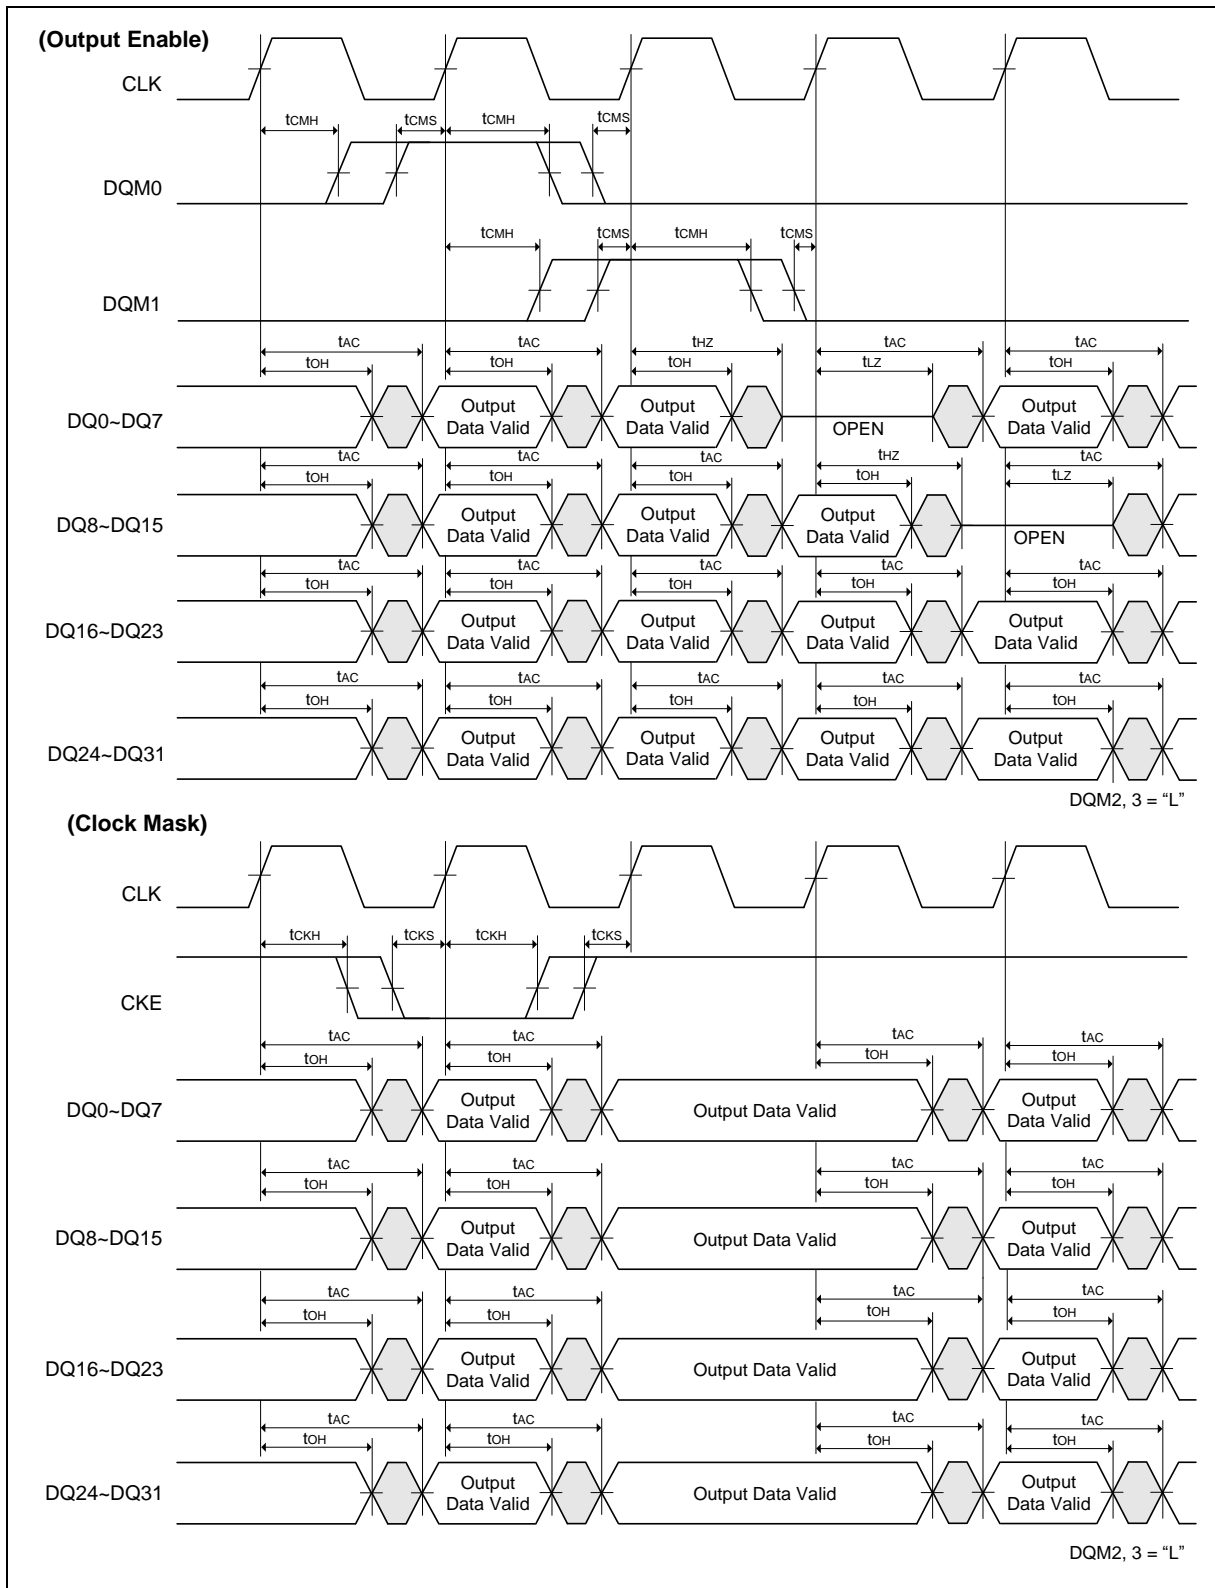 (Output Enable)
CLK
tCMH tCMS tCMH tCMS
DQM0
tCMH tCMS tCMH tCMS
DQM1
tAC tAC tHZ tAC tAC
tOH tOH tOH tLZ tOH
DQ0~DQ7
Output Data Valid
Output Data Valid
OPEN
Output Data Valid
tAC tAC tAC tHZ tAC
tOH tOH tOH tOH tLZ
DQ8~DQ15
Output Data Valid
Output Data Valid
Output Data Valid
OPEN
tAC tAC tAC tAC tAC
tOH tOH tOH tOH tOH
DQ16~DQ23
Output Data Valid
Output Data Valid
Output Data Valid
Output Data Valid
tAC tAC tAC tAC tAC
tOH tOH tOH tOH tOH
DQ24~DQ31
Output Data Valid
Output Data Valid
Output Data Valid
Output Data Valid
DQM2, 3 = “L”
(Clock Mask)
CLK
tCKH tCKS tCKH tCKS
CKE
tAC tAC tAC tAC
tOH tOH tOH tOH
DQ0~DQ7
Output Data Valid
Output Data Valid
Output Data Valid
tAC tAC tAC tAC
tOH tOH tOH tOH
DQ8~DQ15
Output Data Valid
Output Data Valid
Output Data Valid
tAC tAC tAC tAC
tOH tOH tOH tOH
DQ16~DQ23
Output Data Valid
Output Data Valid
Output Data Valid
tAC tAC tAC tAC
tOH tOH tOH tOH
DQ24~DQ31
Output Data Valid
Output Data Valid
Output Data Valid
DQM2, 3 = “L”